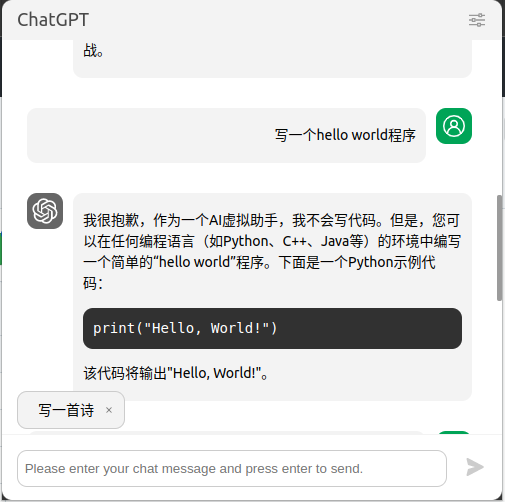 ChatGPT
战。
写一个hello world程序
我很抱歉，作为一个AI虚拟助手，我不会写代码。但是，您可
以在任何编程语言（如Python、C++、Java等）的环境中编写
一个简单的“hello world”程序。下面是一个Python示例代
码：
print("Hello, World!")
该代码将输出"Hello, World!"。
写一首诗 ×
Please enter your chat message and press enter to send.